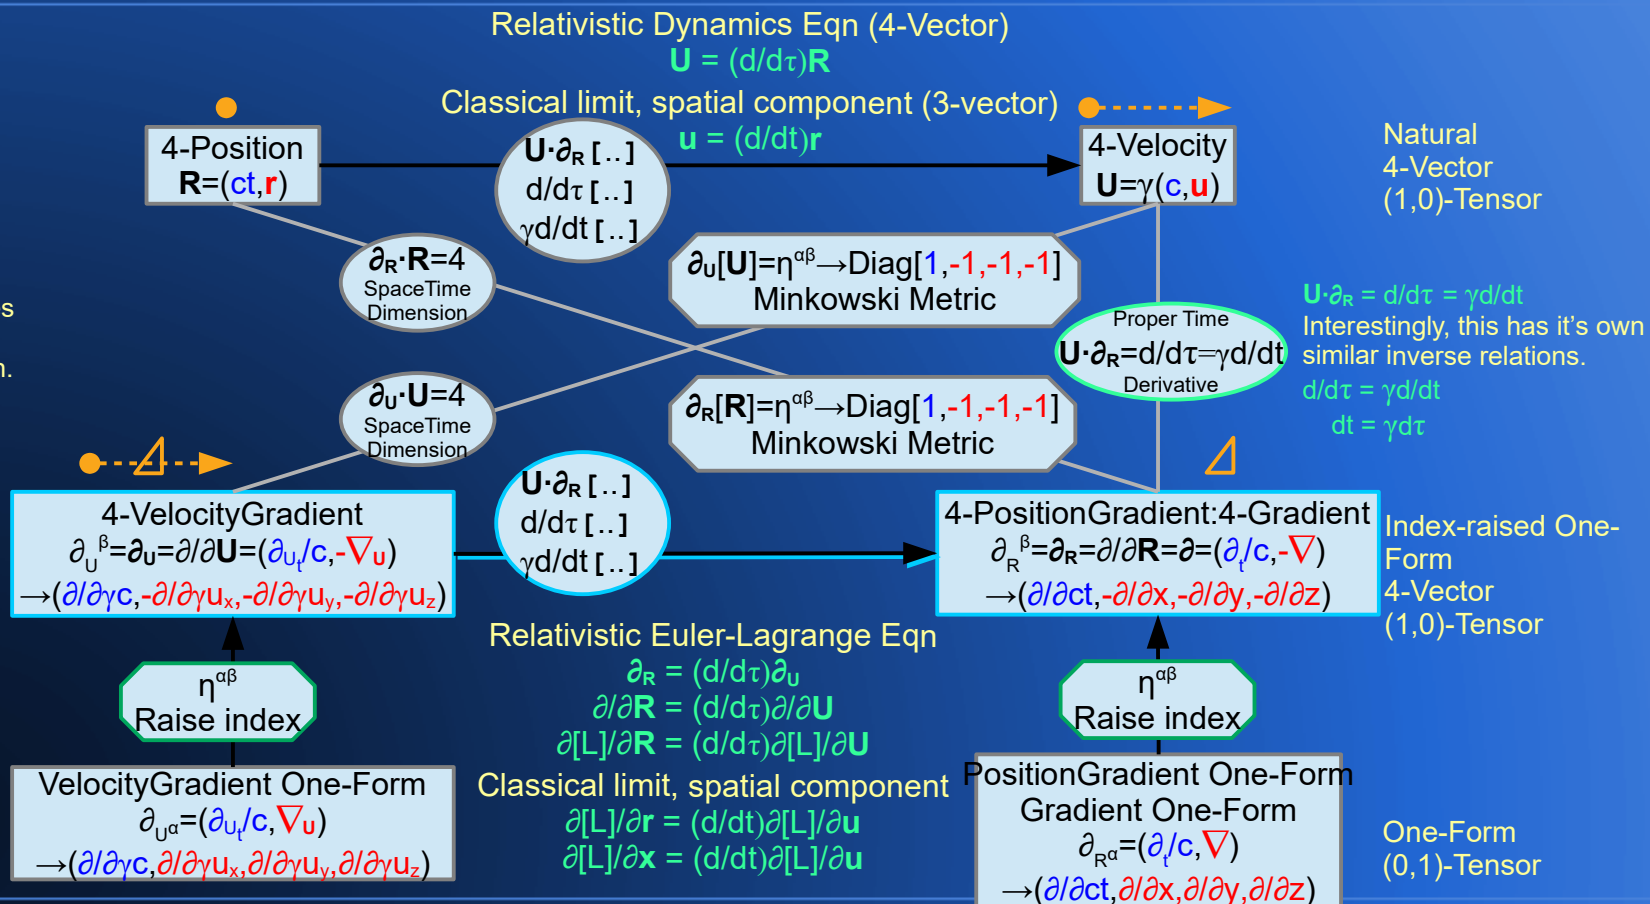 Relativistic Dynamics Eqn (4-Vector)
U = (d/dτ)R
Classical limit, spatial component (3-vector)
u = (d/dt)r
4-Position
R=(ct,r)
U·∂R [..]
d/dτ [..]
γd/dt [..]
4-Velocity
U=γ(c,u)
Natural
4-Vector
(1,0)-Tensor
∂R·R=4
SpaceTime
Dimension
∂U[U]=ηαβ→Diag[1,-1,-1,-1]
Minkowski Metric
es
n.
Proper Time
U·∂R=d/dτ=γd/dt
Derivative
U·∂R = d/dτ = γd/dt
Interestingly, this has it's own
similar inverse relations.
d/dτ = γd/dt
dt = γdτ
∂U·U=4
SpaceTime
Dimension
∂R[R]=ηαβ→Diag[1,-1,-1,-1]
Minkowski Metric
4-VelocityGradient
∂Uβ=∂U=∂/∂U=(∂Ut/c,-∇U)
→(∂/∂γc,-∂/∂γux,-∂/∂γuy,-∂/∂γuz)
U·∂R [..]
d/dτ [..]
γd/dt [..]
4-PositionGradient:4-Gradient
∂Rβ=∂R=∂/∂R=∂=(∂t/c,-∇)
→(∂/∂ct,-∂/∂x,-∂/∂y,-∂/∂z)
Index-raised One-
Form
4-Vector
(1,0)-Tensor
ηαβ
Raise index
Relativistic Euler-Lagrange Eqn
∂R = (d/dτ)∂U
∂/∂R = (d/dτ)∂/∂U
∂[L]/∂R = (d/dτ)∂[L]/∂U
Classical limit, spatial component
∂[L]/∂r = (d/dt)∂[L]/∂u
∂[L]/∂x = (d/dt)∂[L]/∂u
ηαβ
Raise index
VelocityGradient One-Form
∂Uα=(∂Ut/c,∇U)
→(∂/∂γc,∂/∂γux,∂/∂γuy,∂/∂γuz)
PositionGradient One-Form
Gradient One-Form
∂Rα=(∂t/c,∇)
→(∂/∂ct,∂/∂x,∂/∂y,∂/∂z)
One-Form
(0,1)-Tensor